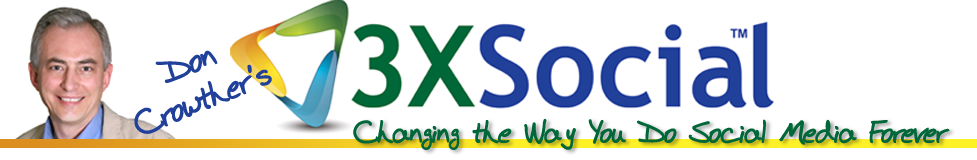 Don
Crowther's
3XSocial™
Changing the Way You Do Social Media Forever